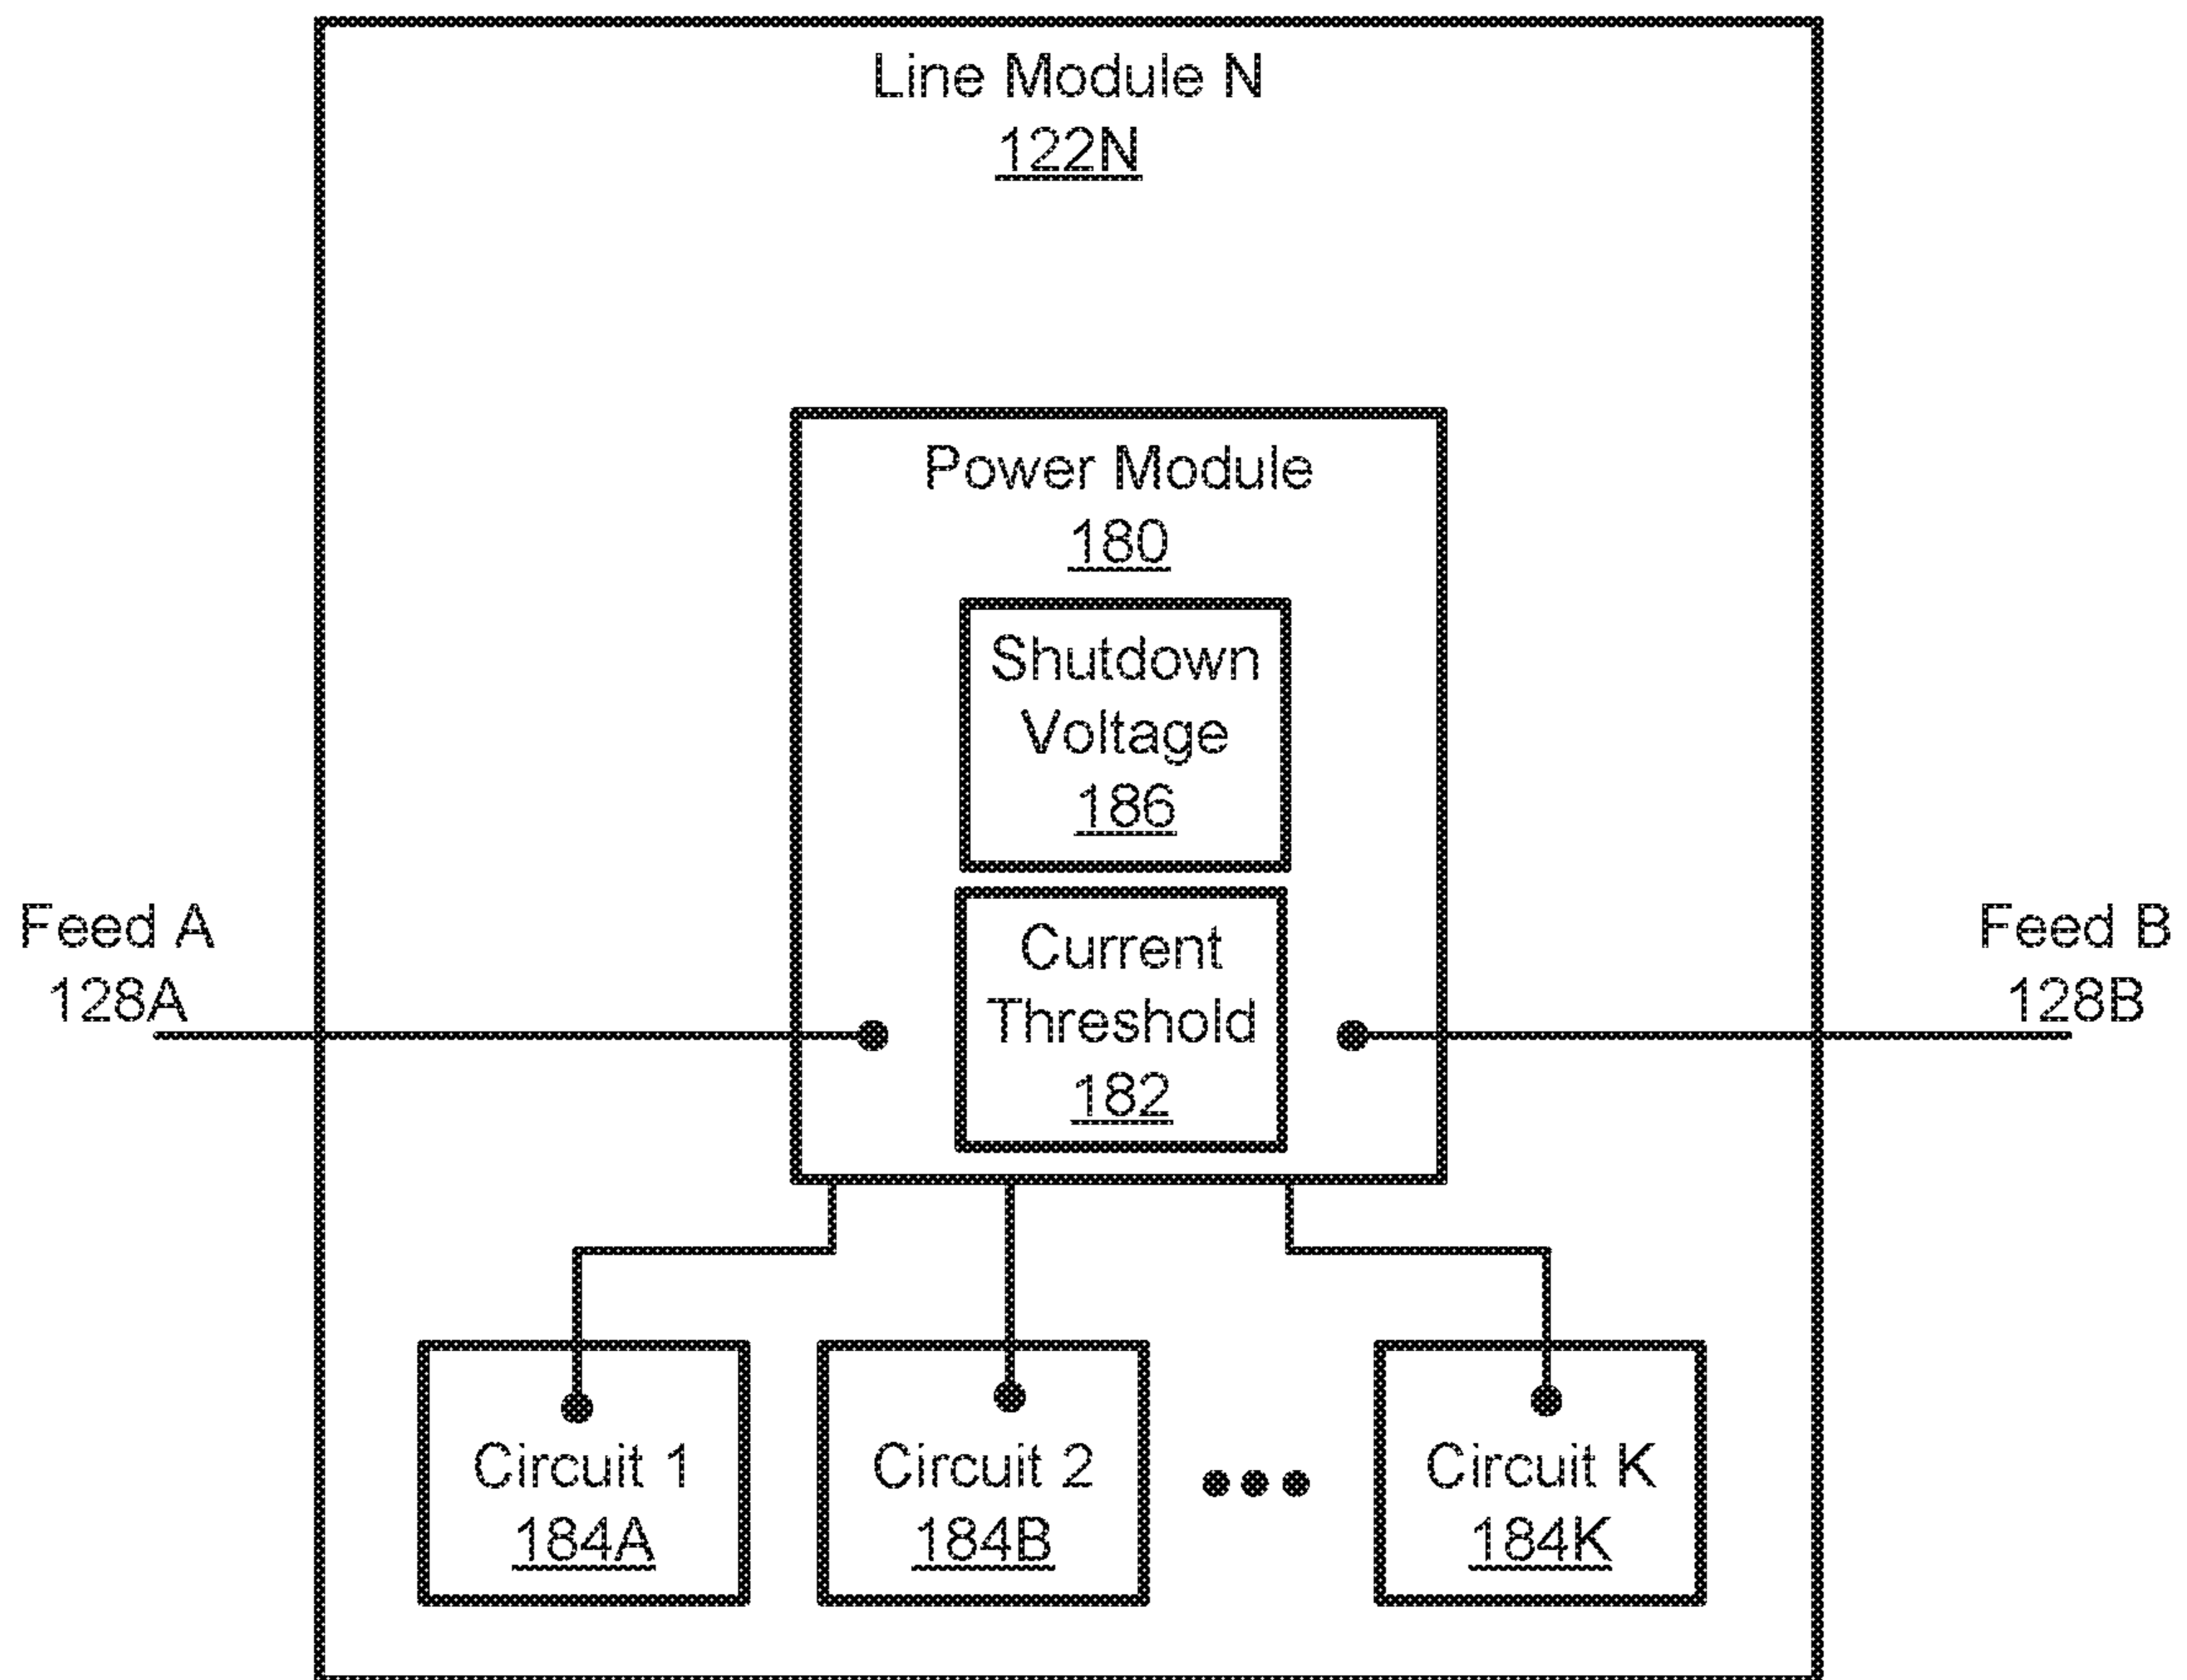 Line Module N
122N
Power Module
180
Shutdown
Voltage
186
Feed A
128A
Current
Threshold
182
Feed B
128B
Circuit 1
184A
Circuit 2
184B
Circuit K
184K